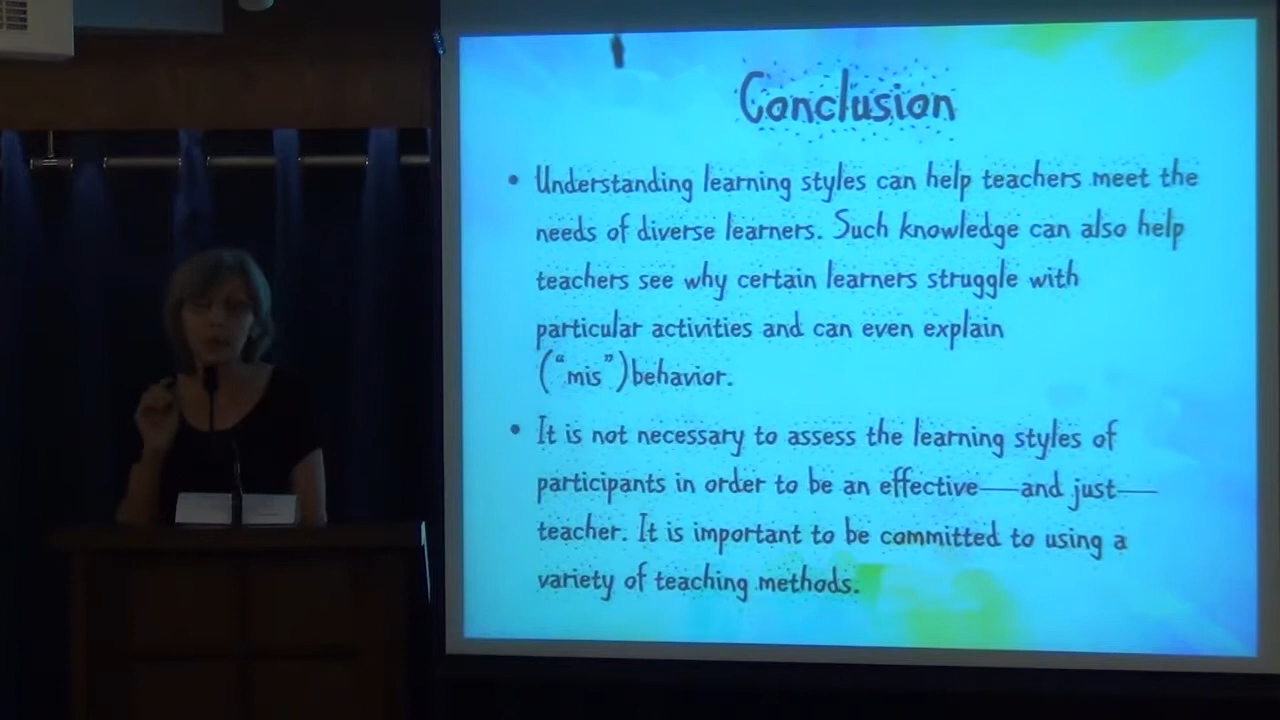 Conclusion
• Understanding learning styles can help teachers meet the
needs of diverse learners. Such knowledge can also help
teachers see why certain learners struggle with
particular activities and can even explain
(“mis”)behavior.
• It is not necessary to assess the learning styles of
participants in order to be an effective—and just—
teacher. It is important to be committed to using a
variety of teaching methods.